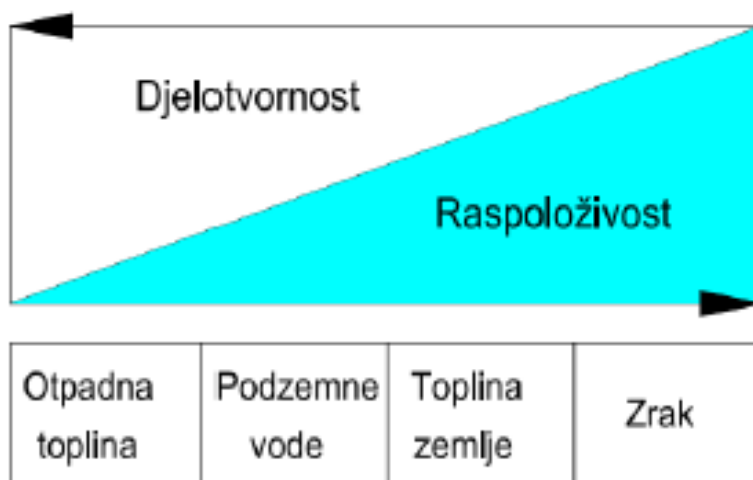 Djelotvornost
Raspoloživost
Otpadna
toplina
Podzemne
vode
Toplina
zemlje
Zrak